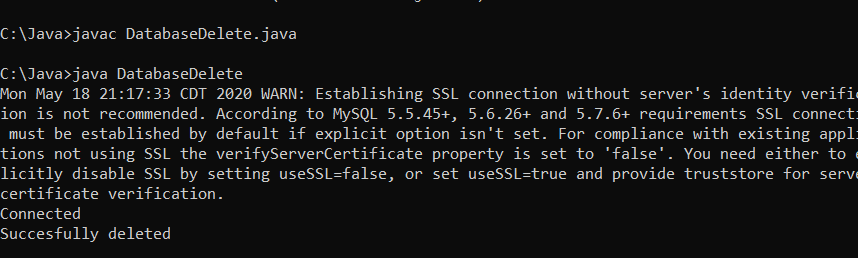 C:\Java>javac DatabaseDelete.java
C:\Java>java DatabaseDelete
Mon May 18 21:17:33 CDT 2020 WARN: Establishing SSL connection without server's identity verific
ion is not recommended. According to MySQL 5.5.45+, 5.6.26+ and 5.7.6+ requirements SSL connecti
must be established by default if explicit option isn't set. For compliance with existing appli
tions not using SSL the verifyServerCertificate property is set to 'false'. You need either to e
licitly disable SSL by setting useSSL=false, or set useSSL=true and provide truststore for serve
certificate verification.
Connected
Succesfully deleted